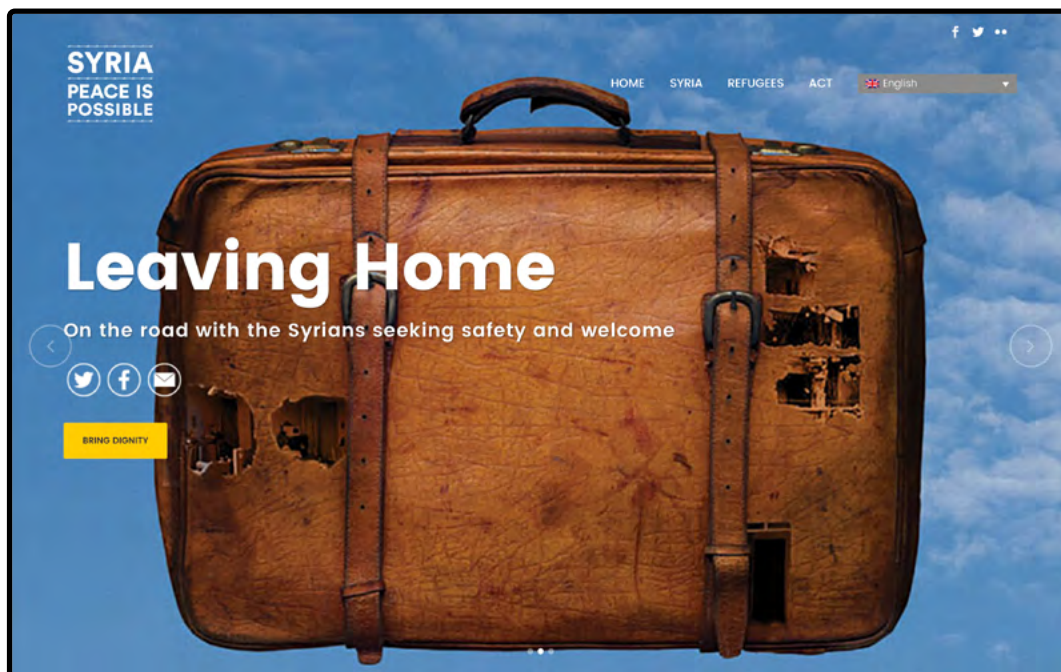 SYRIA
PEACE IS
POSSIBLE
HOME SYRIA REFUGEES ACT English
Leaving Home
On the road with the Syrians seeking safety and welcome
BRING DIGNITY